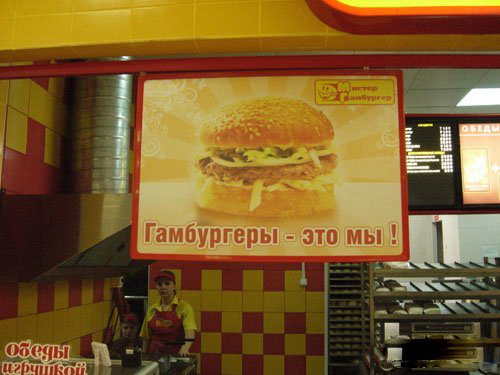 Мистер
Гамбургер
ОБЕДЫ
Гамбургеры - это мы !
обеды
игрушкой